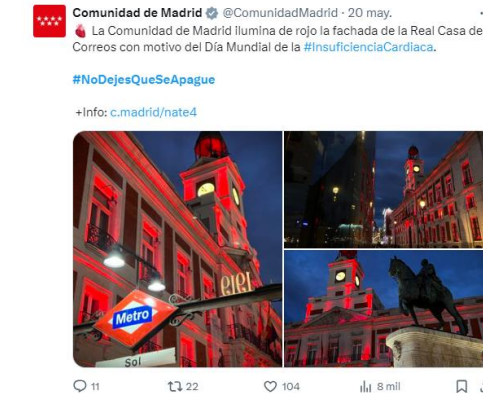 Comunidad de Madrid @ComunidadMadrid · 20 may.
La Comunidad de Madrid ilumina de rojo la fachada de la Real Casa de
Correos con motivo del Día Mundial de la #InsuficienciaCardiaca.
#NoDejesQueSeApague
+Info: c.madrid/nate4
Metro
Sol
11 22 104 8 mil